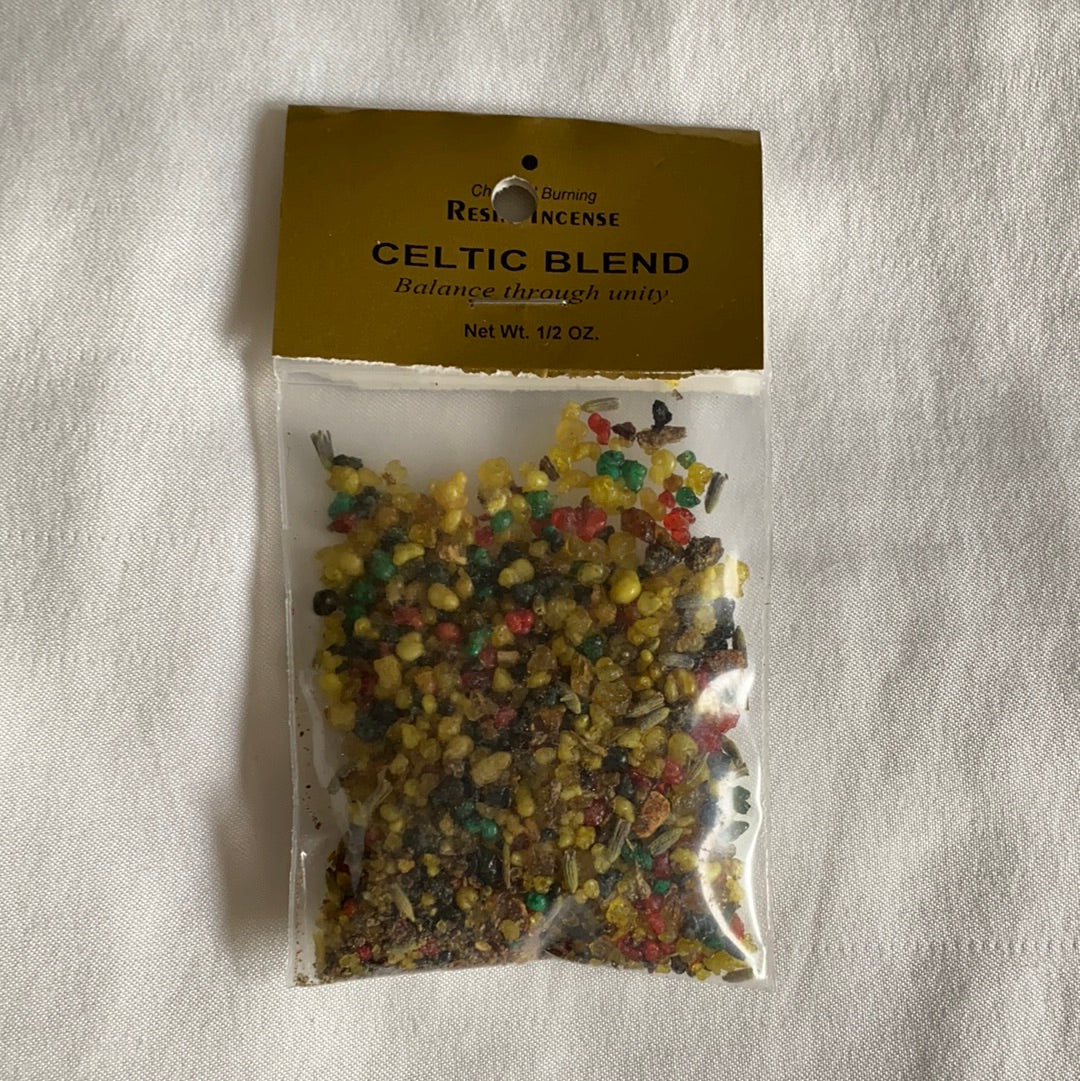 Burning
INCENSE
CELTIC BLEND
Balance through unity
Net Wt. 1/2 OZ.